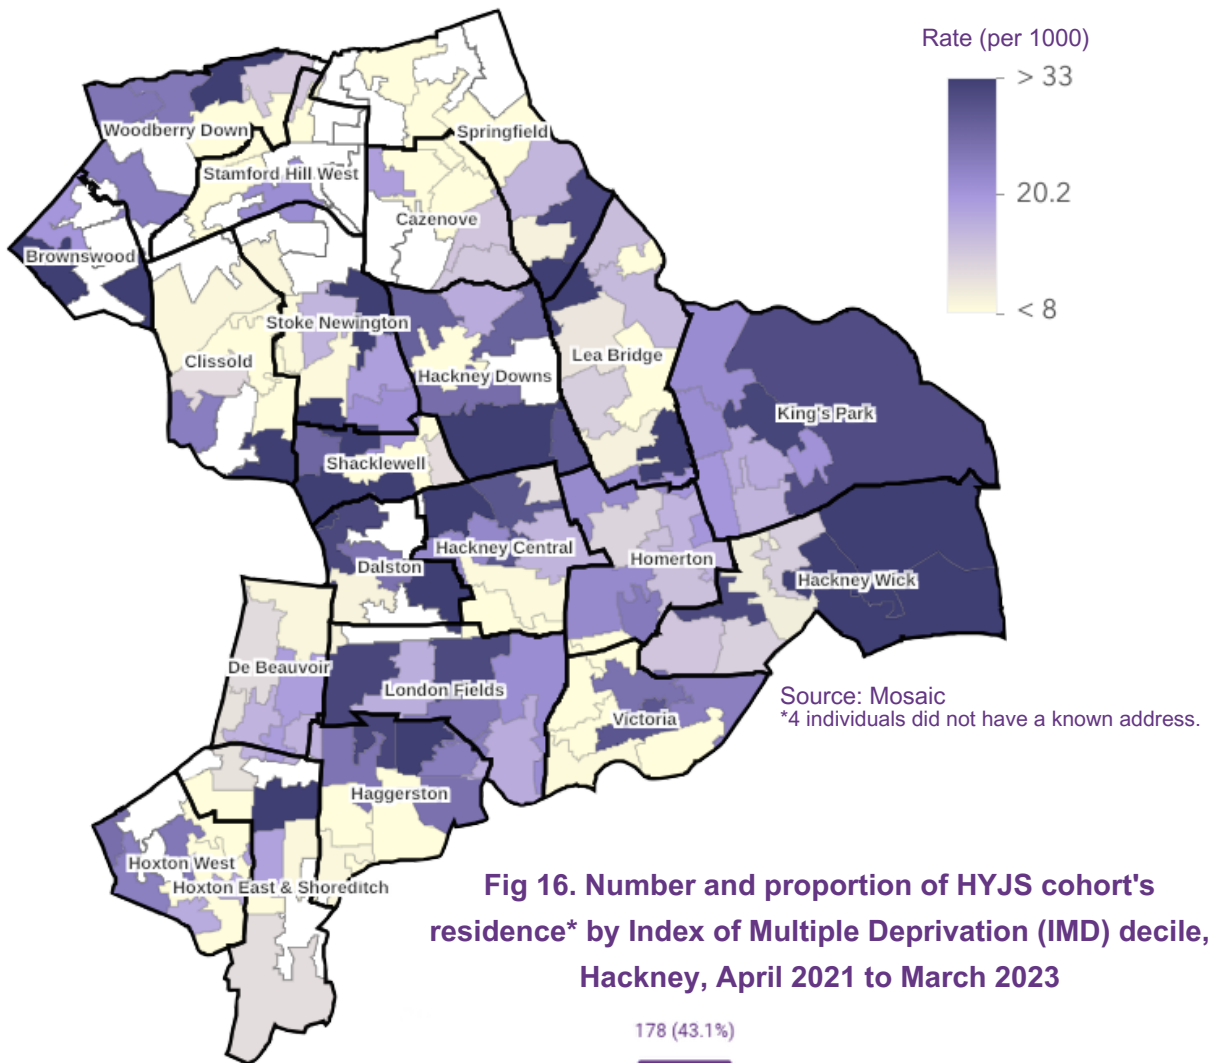 Rate (per 1000)
> 33
20.2
< 8
Woodberry Down
Springfield
Stamford Hill West
Cazenove
Brownswood
Stoke Newington
Clissold
Lea Bridge
Hackney Downs
King's Park
Shacklewell
Hackney Central
Dalston
Homerton
Hackney Wick
De Beauvoir
London Fields
Victoria
Source: Mosaic
*4 individuals did not have a known address.
Haggerston
Hoxton West
Hoxton East & Shoreditch
Fig 16. Number and proportion of HYJS cohort's
residence* by Index of Multiple Deprivation (IMD) decile,
Hackney, April 2021 to March 2023
178 (43.1%)